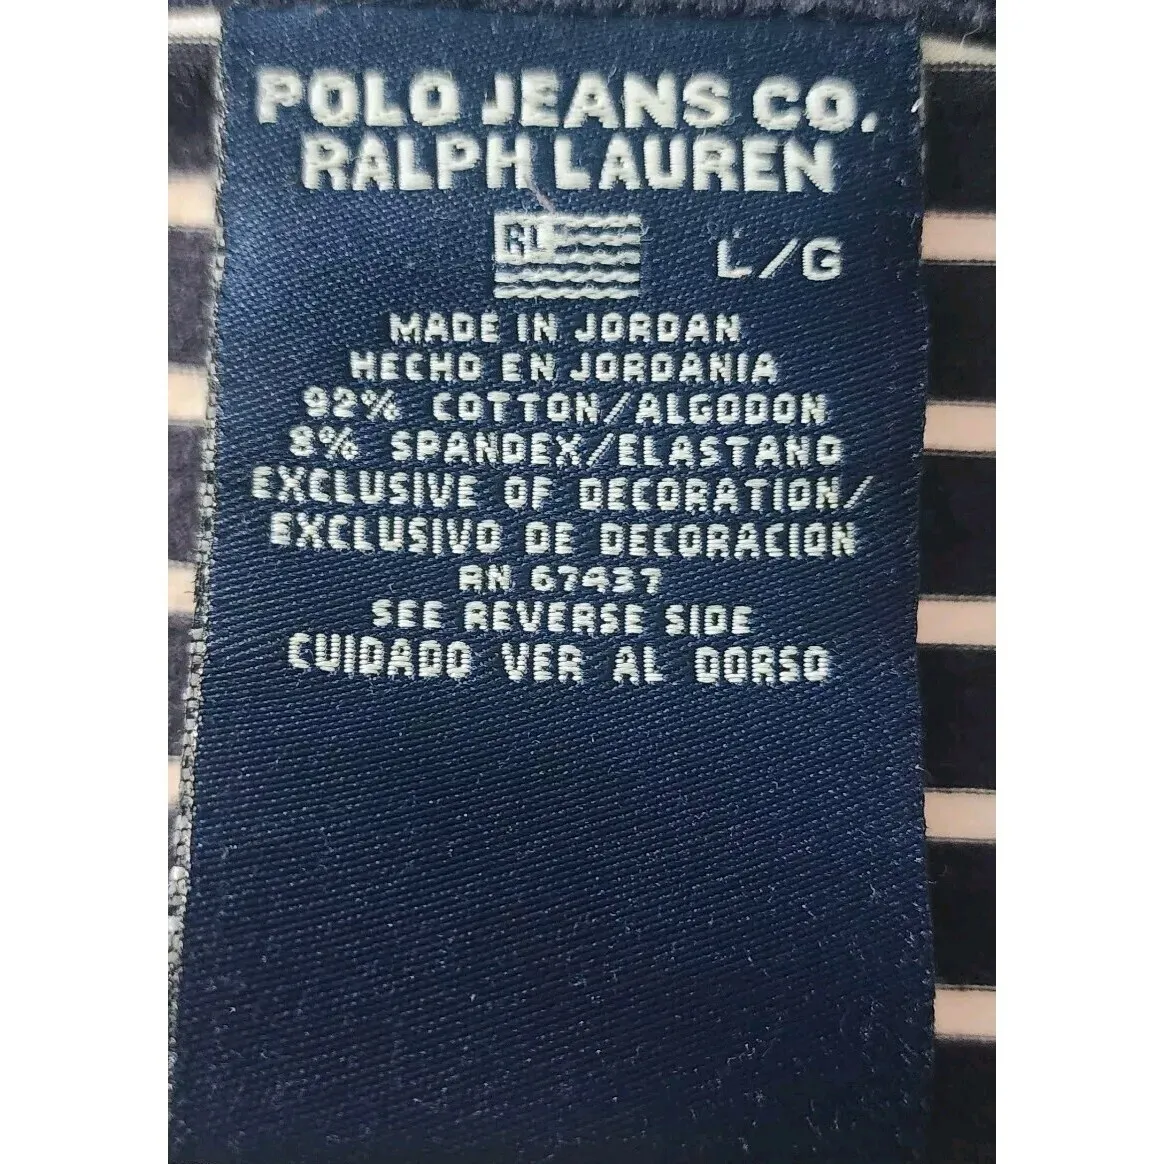 POLO JEANS CO.
RALPH LAUREN
RL L/G
MADE IN JORDAN
HECHO EN JORDANIA
92% COTTON/ALGODON
8% SPANDEX/ELASTANO
EXCLUSIVE OF DECORATION/
EXCLUSIVO DE DECORACION
RN 67437
SEE REVERSE SIDE
CUIDADO VER AL DORSO